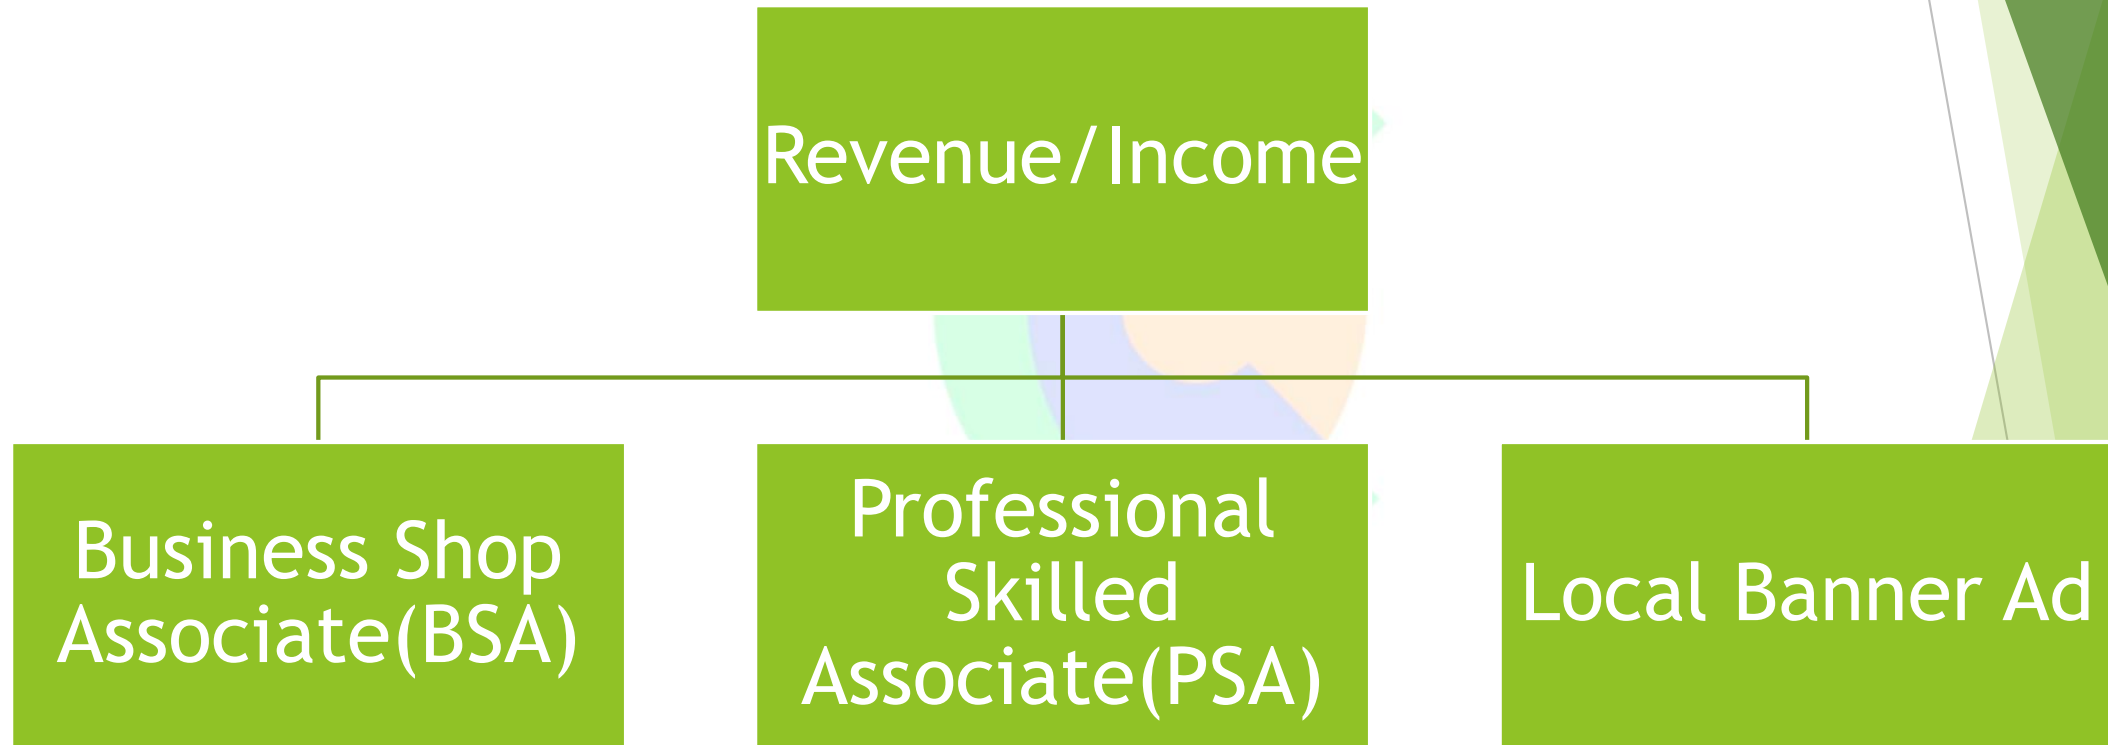 Revenue/Income
Business Shop
Associate(BSA)
Professional
Skilled
Associate(PSA)
Local Banner Ad